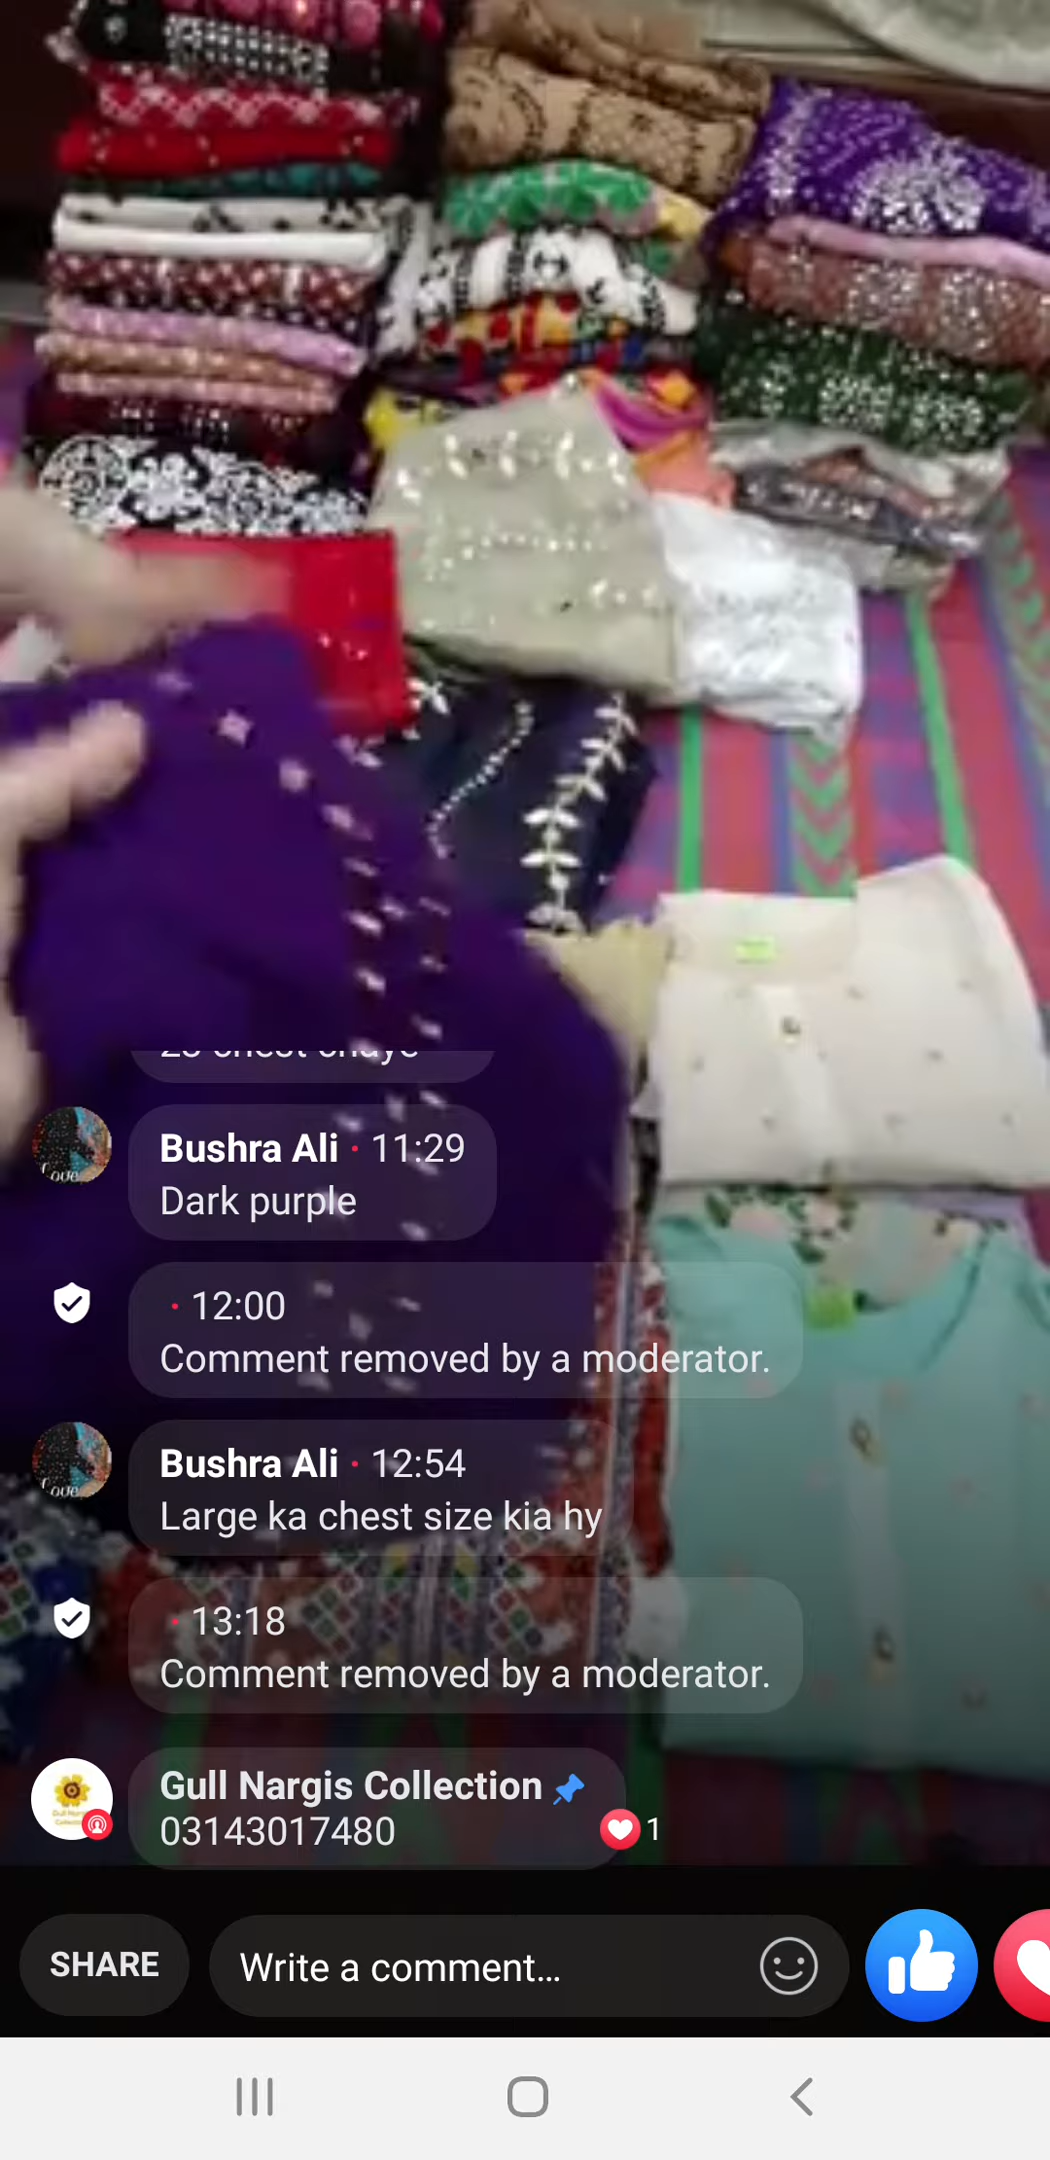 Bushra Ali · 11:29
Dark purple
· 12:00
Comment removed by a moderator.
Bushra Ali · 12:54
Large ka chest size kia hy
· 13:18
Comment removed by a moderator.
Gull Nargis Collection
03143017480
1
SHARE
Write a comment...